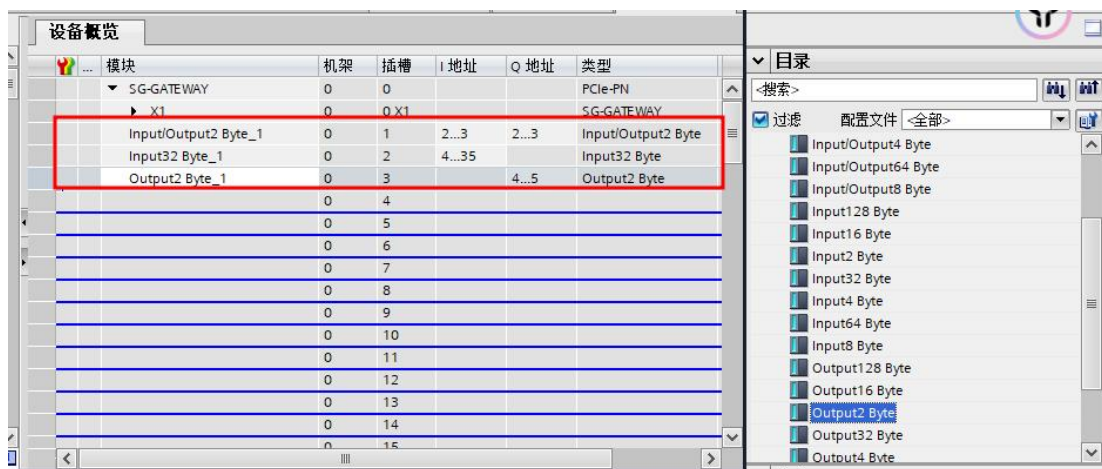 设备概览
... 模块 机架 插槽 I 地址 Q 地址 类型
SG-GATEWAY 0 0 PCIe-PN
X1 0 0 X1 SG-GATEWAY
Input/Output2 Byte_1 0 1 2...3 2...3 Input/Output2 Byte
Input32 Byte_1 0 2 4...35 Input32 Byte
Output2 Byte_1 0 3 4...5 Output2 Byte
0 4
0 5
0 6
0 7
0 8
0 9
0 10
0 11
0 12
0 13
0 14
0 15
目录
<搜索>
过滤 配置文件 <全部>
Input/Output4 Byte
Input/Output64 Byte
Input/Output8 Byte
Input128 Byte
Input16 Byte
Input2 Byte
Input32 Byte
Input4 Byte
Input64 Byte
Input8 Byte
Output128 Byte
Output16 Byte
Output2 Byte
Output32 Byte
Output4 Byte